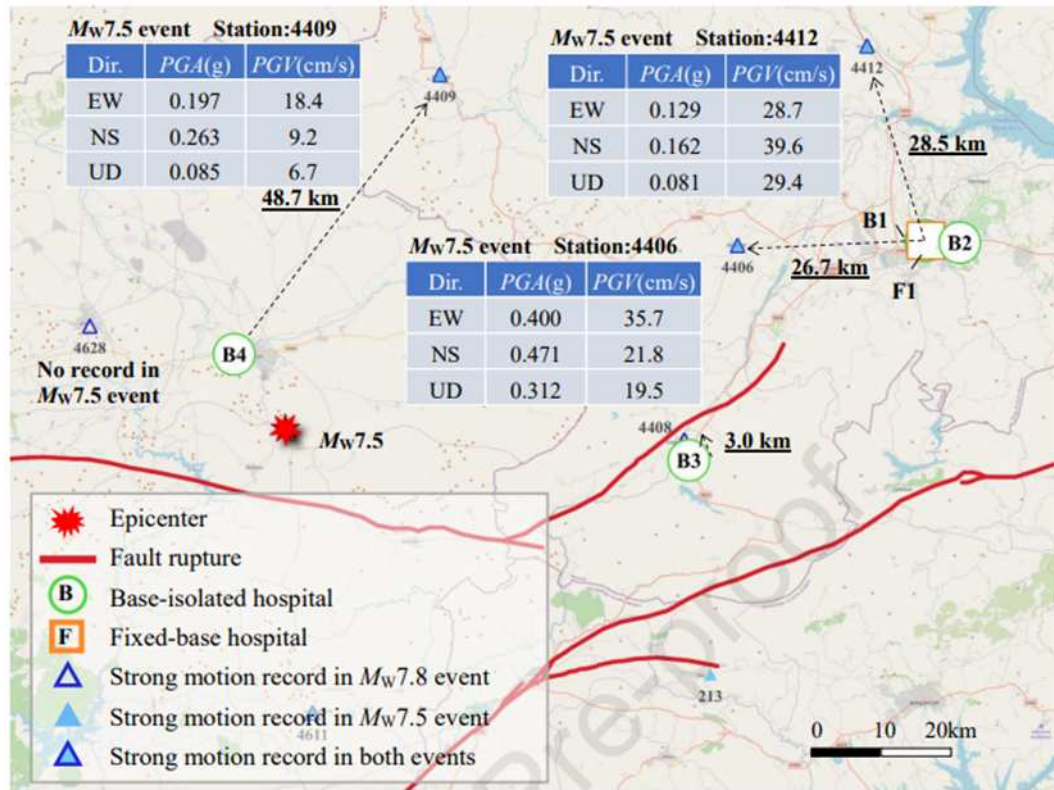 Mw7.5 event Station:4409
Dir. PGA(g) PGV(cm/s)
EW 0.197 18.4
NS 0.263 9.2
UD 0.085 6.7
48.7 km
4409
Mw7.5 event Station:4412
Dir. PGA(g) PGV(cm/s)
EW 0.129 28.7
NS 0.162 39.6
UD 0.081 29.4
4412
28.5 km
B1
B2
F1
26.7 km
4406
Mw7.5 event Station:4406
Dir. PGA(g) PGV(cm/s)
EW 0.400 35.7
NS 0.471 21.8
UD 0.312 19.5
4628
No record in
Mw7.5 event
B4
Mw7.5
4408
3.0 km
B3
Epicenter
Fault rupture
B Base-isolated hospital
F Fixed-base hospital
Strong motion record in Mw7.8 event
Strong motion record in Mw7.5 event
Strong motion record in both events
4611
213
0 10 20km
Pre-proof